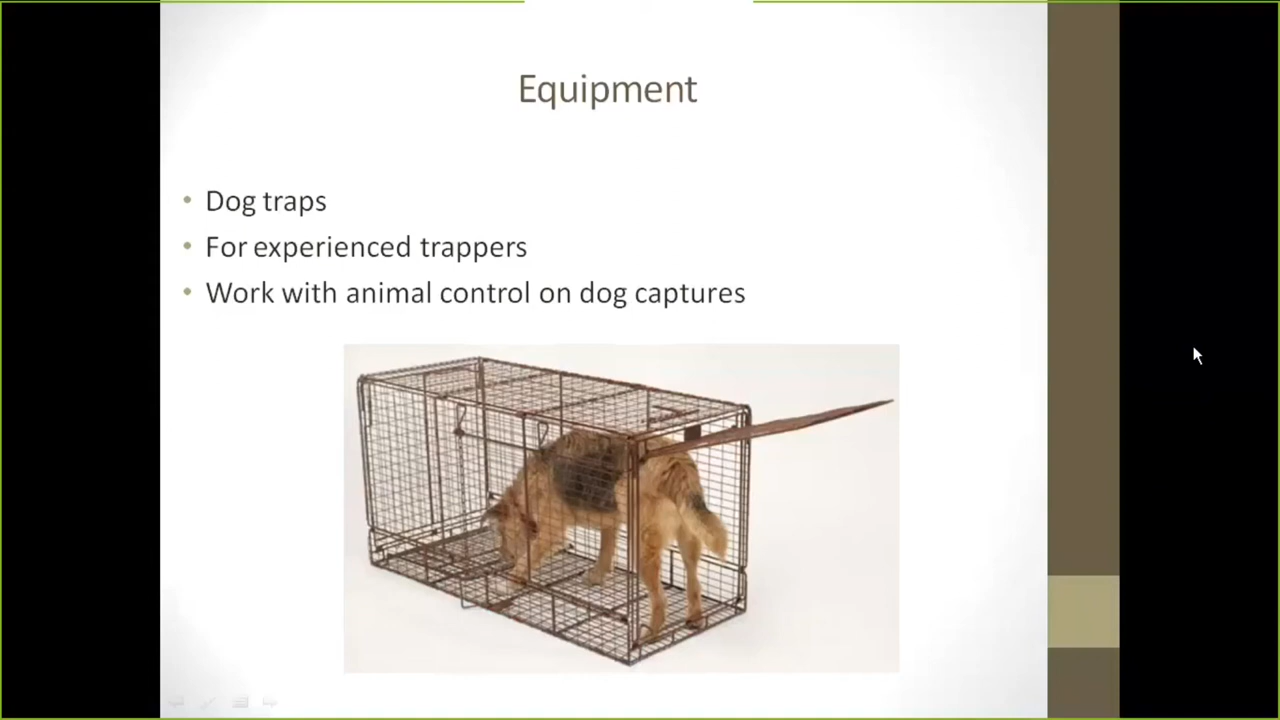 Equipment
• Dog traps
• For experienced trappers
• Work with animal control on dog captures